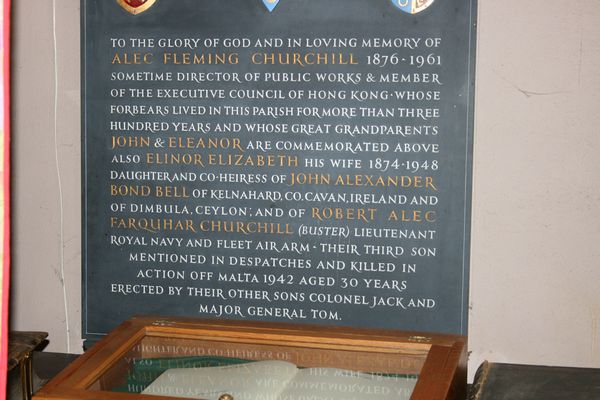 TO THE GLORY OF GOD AND IN LOVING MEMORY OF
ALEC FLEMING CHURCHILL 1876·1961
SOMETIME DIRECTOR OF PUBLIC WORKS & MEMBER
OF THE EXECUTIVE COUNCIL OF HONG KONG·WHOSE
FORBEARS LIVED IN THIS PARISH FOR MORE THAN THREE
HUNDRED YEARS AND WHOSE GREAT GRANDPARENTS
JOHN & ELEANOR ARE COMMEMORATED ABOVE
ALSO ELINOR ELIZABETH HIS WIFE 1874·1948
DAUGHTER AND CO-HEIRESS OF JOHN ALEXANDER
BOND BELL OF KELNAHARD, CO. CAVAN, IRELAND AND
OF DIMBULA, CEYLON; AND OF ROBERT ALEC
FARQUHAR CHURCHILL (BUSTER) LIEUTENANT
ROYAL NAVY AND FLEET AIR ARM · THEIR THIRD SON
MENTIONED IN DESPATCHES AND KILLED IN
ACTION OFF MALTA 1942 AGED 30 YEARS
ERECTED BY THEIR OTHER SONS COLONEL JACK AND
MAJOR GENERAL TOM.